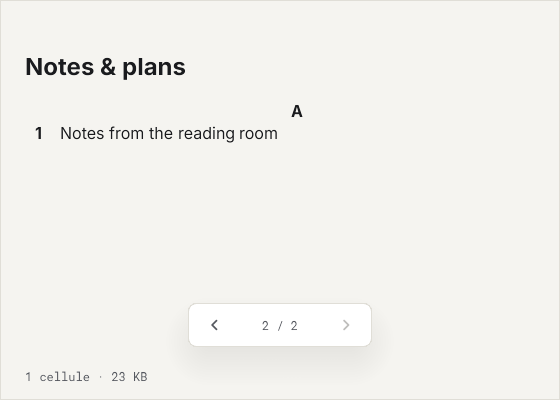 Notes & plans
A
1 Notes from the reading room
2 / 2
1 cellule · 23 KB